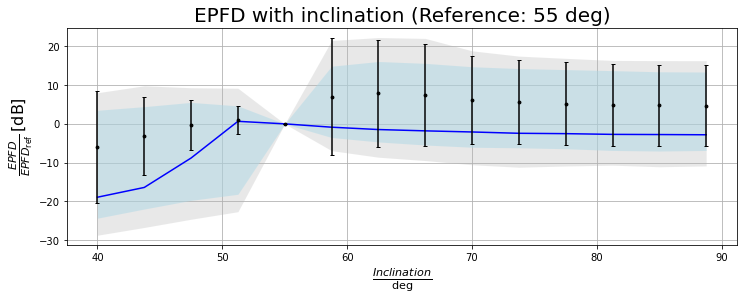 EPFD with inclination (Reference: 55 deg)
EPFD
EPFD_ref [dB]
20
10
0
−10
−20
−30
40
50
60
70
80
90
Inclination
deg